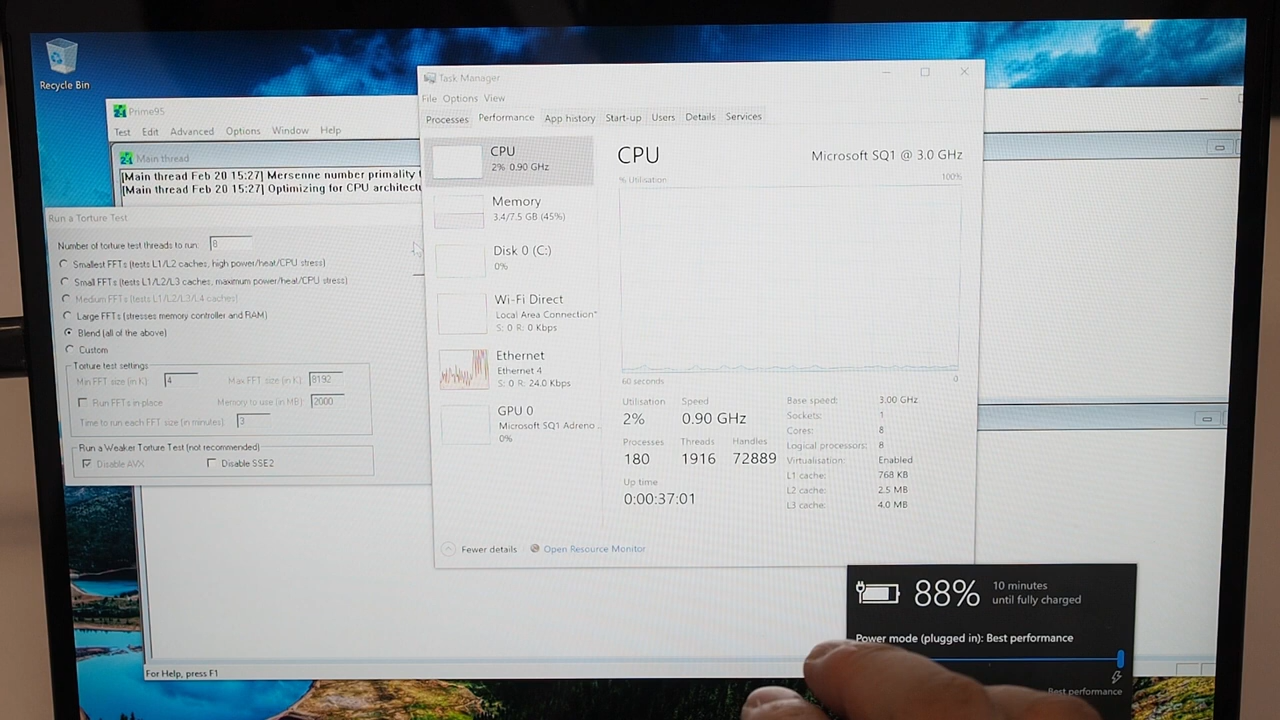 Recycle Bin
Prime95
Test Edit Advanced Options Window Help
Main thread
[Main thread Feb 20 15:27] Mersenne number primality t
[Main thread Feb 20 15:27] Optimizing for CPU architect
Run a Torture Test
Number of torture test threads to run: 8
Smallest FFTs (tests L1/L2 caches, high power/heat/CPU stress)
Small FFTs (tests L1/L2/L3 caches, maximum power/heat/CPU stress)
Medium FFTs (tests L1/L2/L3/L4 caches)
Large FFTs (stresses memory controller and RAM)
Blend (all of the above)
Custom
Torture test settings
Min FFT size (in K): 4 Max FFT size (in K): 8192
Run FFTs in-place Memory to use (in MB): 2000
Time to run each FFT size (in minutes): 3
Run a Weaker Torture Test (not recommended)
Disable AVX Disable SSE2
For Help, press F1
Task Manager
File Options View
Processes Performance App history Start-up Users Details Services
CPU
2% 0.90 GHz
Memory
3.4/7.5 GB (45%)
Disk 0 (C:)
0%
Wi-Fi Direct
Local Area Connection*
S: 0 R: 0 Kbps
Ethernet
Ethernet 4
S: 0 R: 24.0 Kbps
GPU 0
Microsoft SQ1 Adreno ..
0%
CPU Microsoft SQ1 @ 3.0 GHz
% Utilisation 100%
60 seconds 0
Utilisation Speed
2% 0.90 GHz
Processes Threads Handles
180 1916 72889
Up time
0:00:37:01
Base speed: 3.00 GHz
Sockets: 1
Cores: 8
Logical processors: 8
Virtualisation: Enabled
L1 cache: 768 KB
L2 cache: 2.5 MB
L3 cache: 4.0 MB
Fewer details Open Resource Monitor
88% 10 minutes
until fully charged
Power mode (plugged in): Best performance
Best performance